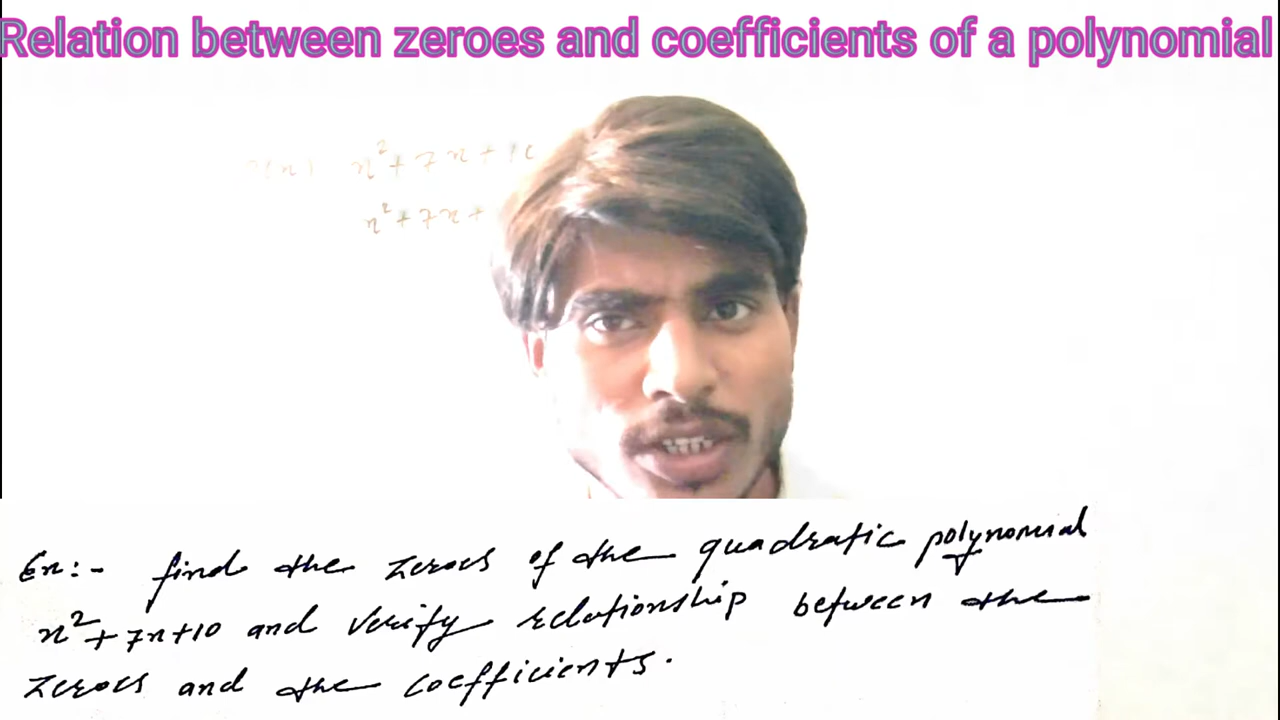 Relation between zeroes and coefficients of a polynomial
x² + 7x + 10
x² + 7x +
Ex:- find the zeroes of the quadratic polynomial
x²+7x+10 and verify relationship between the
zeroes and the coefficients.